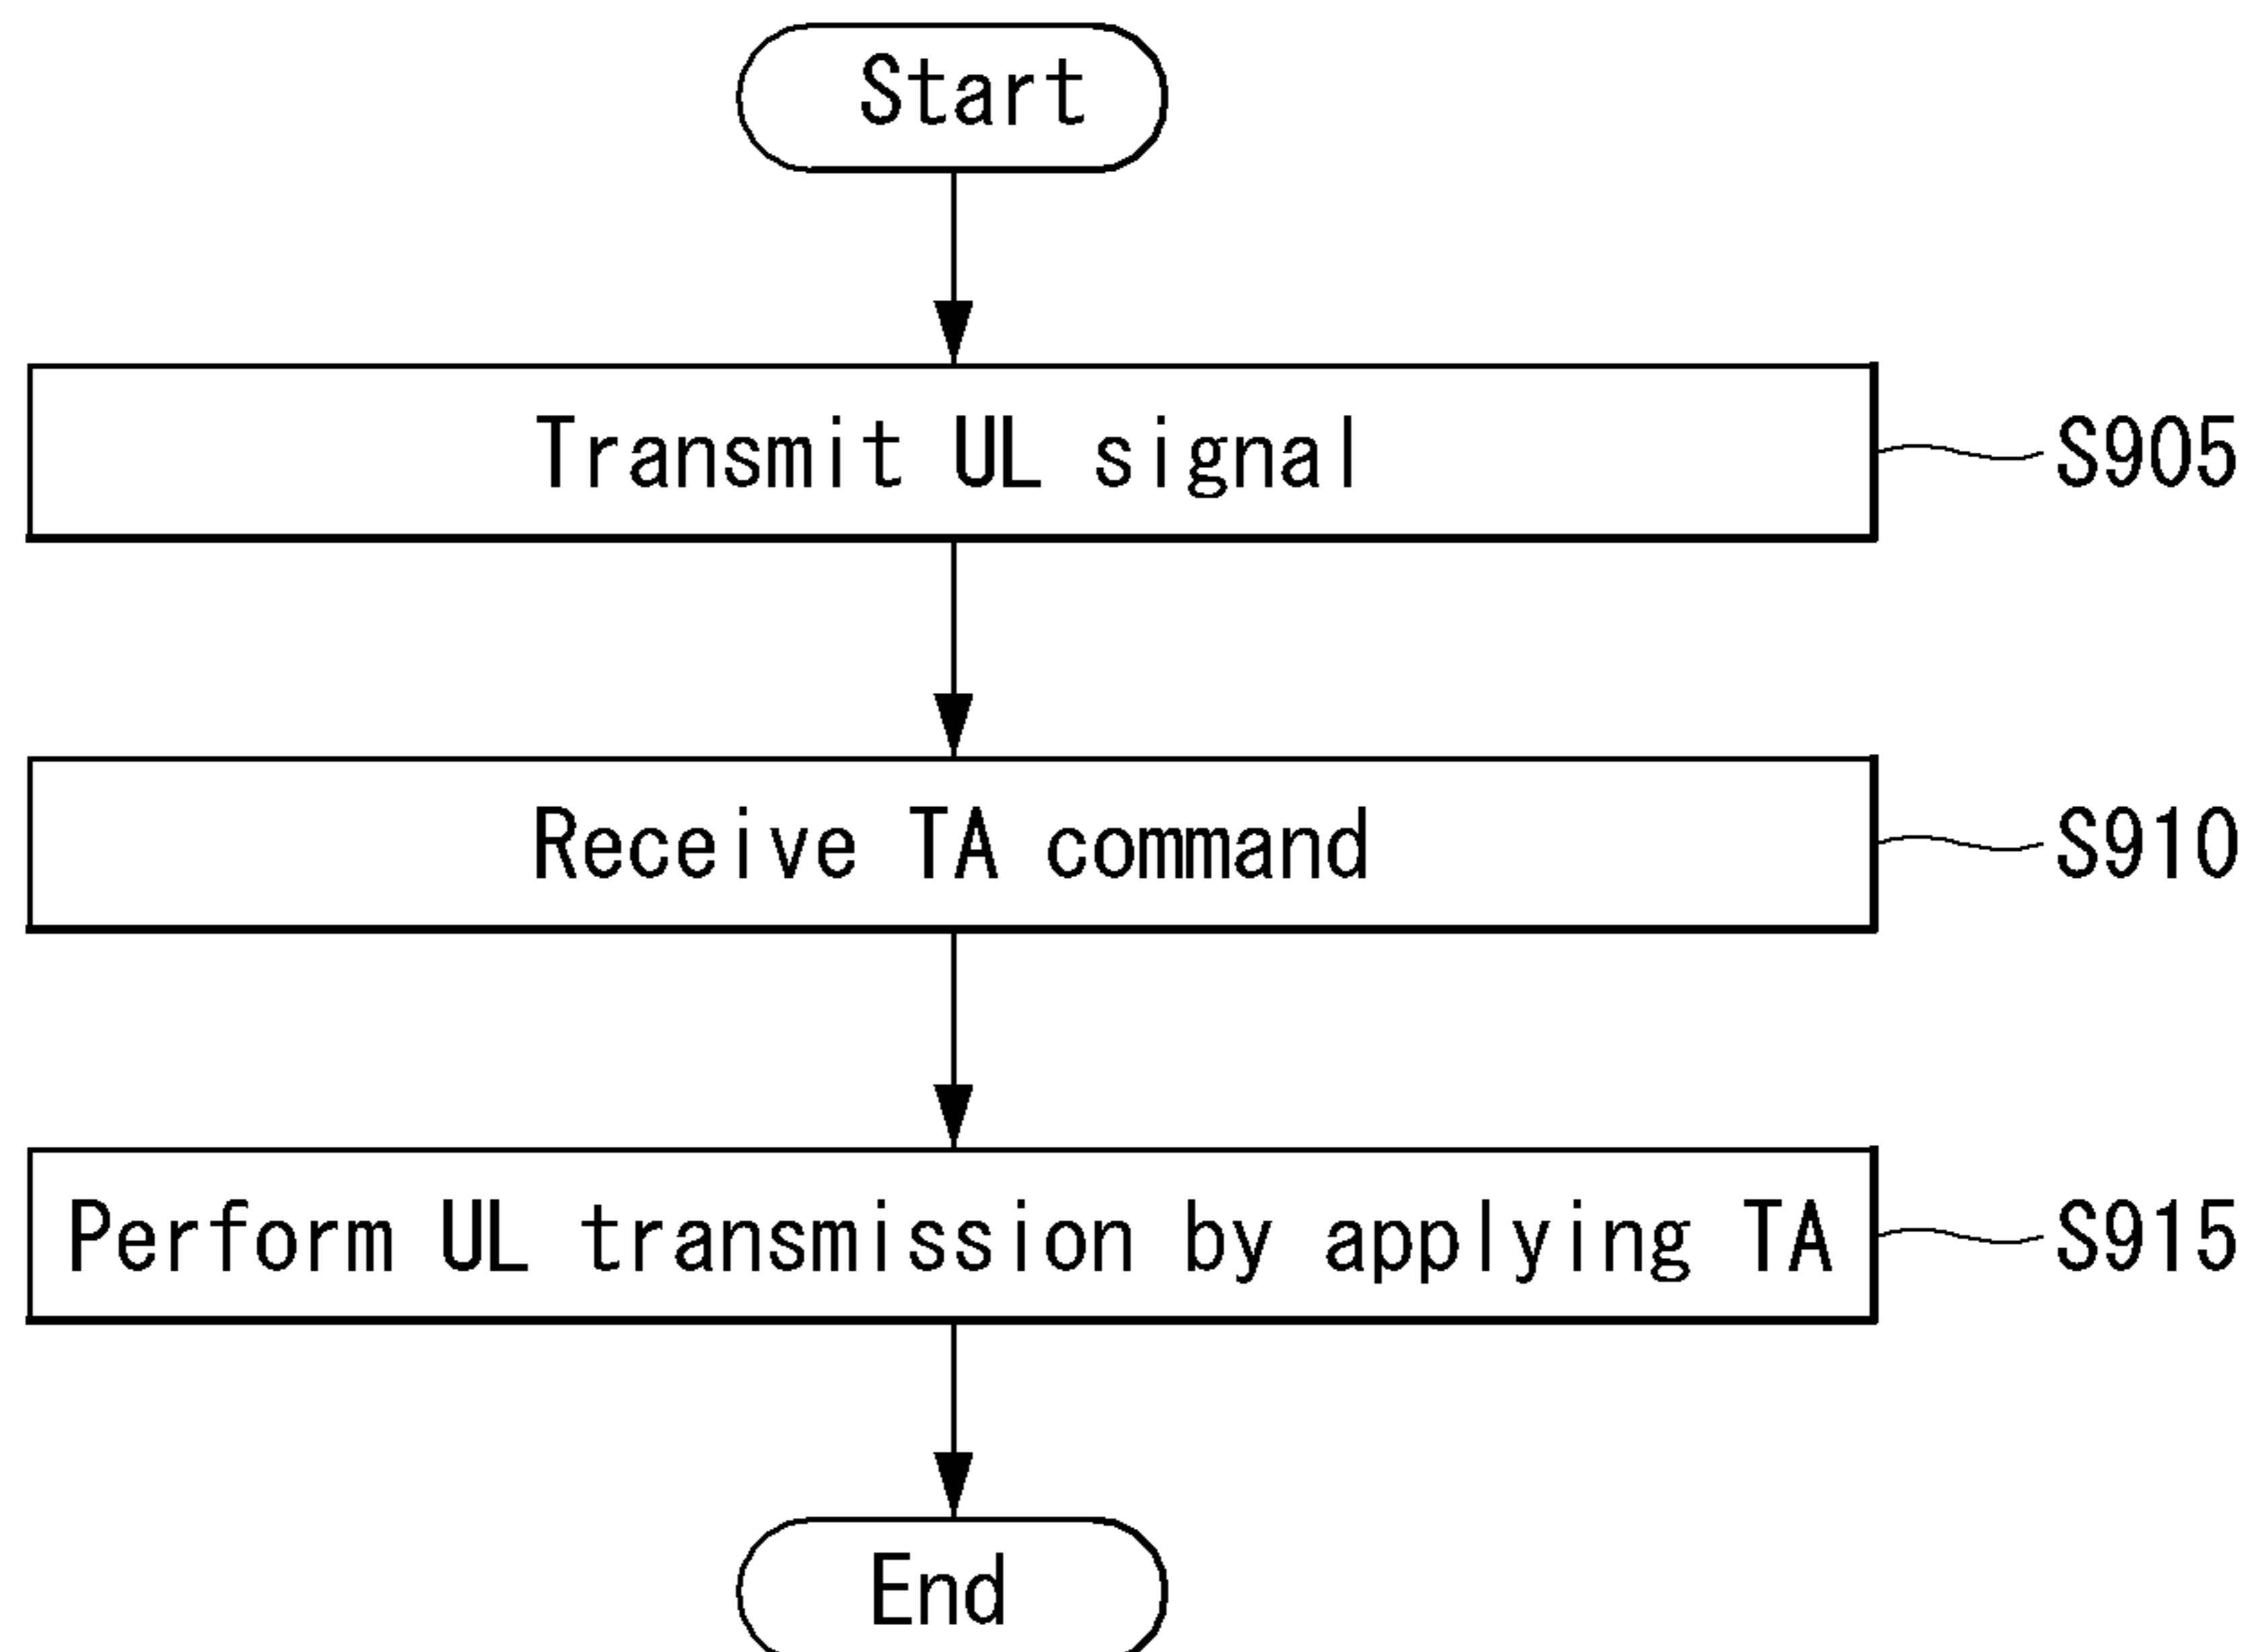 Start
Transmit UL signal
S905
Receive TA command
S910
Perform UL transmission by applying TA
S915
End